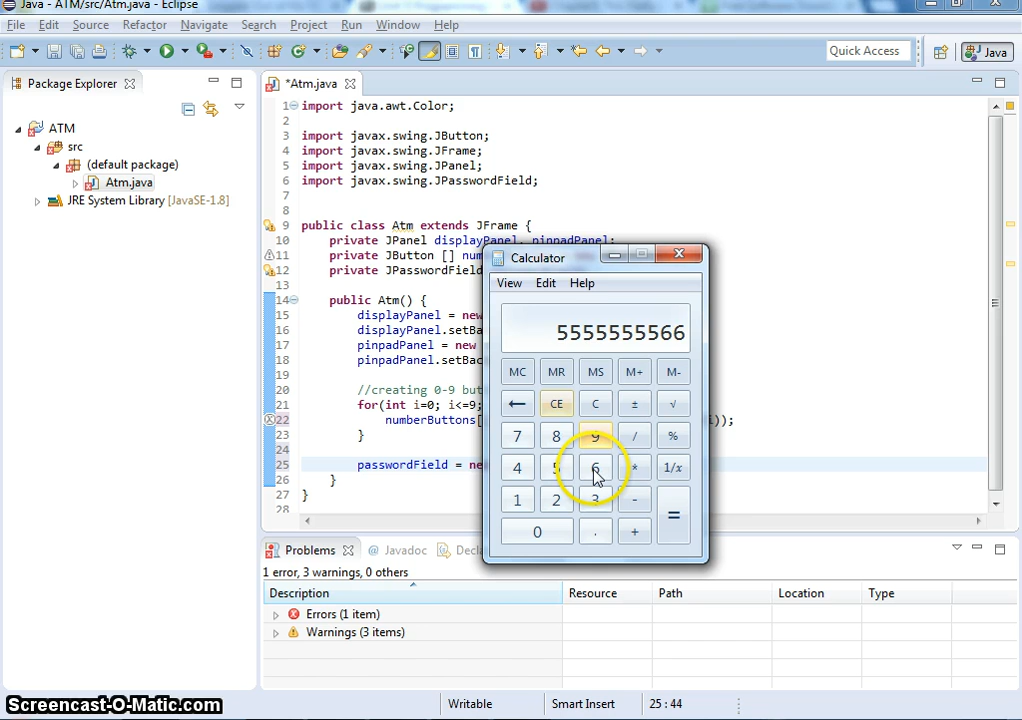 Java - ATM/src/Atm.java - Eclipse
File Edit Source Refactor Navigate Search Project Run Window Help
Quick Access
Java
Package Explorer
*Atm.java
ATM
src
(default package)
Atm.java
JRE System Library [JavaSE-1.8]
1 import java.awt.Color;
2
3 import javax.swing.JButton;
4 import javax.swing.JFrame;
5 import javax.swing.JPanel;
6 import javax.swing.JPasswordField;
7
8
9 public class Atm extends JFrame {
10 private JPanel displayPanel, pinpadPanel;
11 private JButton [] num
12 private JPasswordField
13
14 public Atm() {
15 displayPanel = new
16 displayPanel.setBa
17 pinpadPanel = new
18 pinpadPanel.setBac
19
20 //creating 0-9 but
21 for(int i=0; i<=9;
22 numberButtons[ ));
23 }
24
25 passwordField = ne
26 }
27 }
28
Calculator
View Edit Help
5555555566
MC MR MS M+ M-
← CE C ± √
7 8 9 / %
4 5 6 * 1/x
1 2 3 - =
0 . +
Problems @ Javadoc Decla
1 error, 3 warnings, 0 others
Description Resource Path Location Type
Errors (1 item)
Warnings (3 items)
Writable Smart Insert 25 : 44
Screencast-O-Matic.com